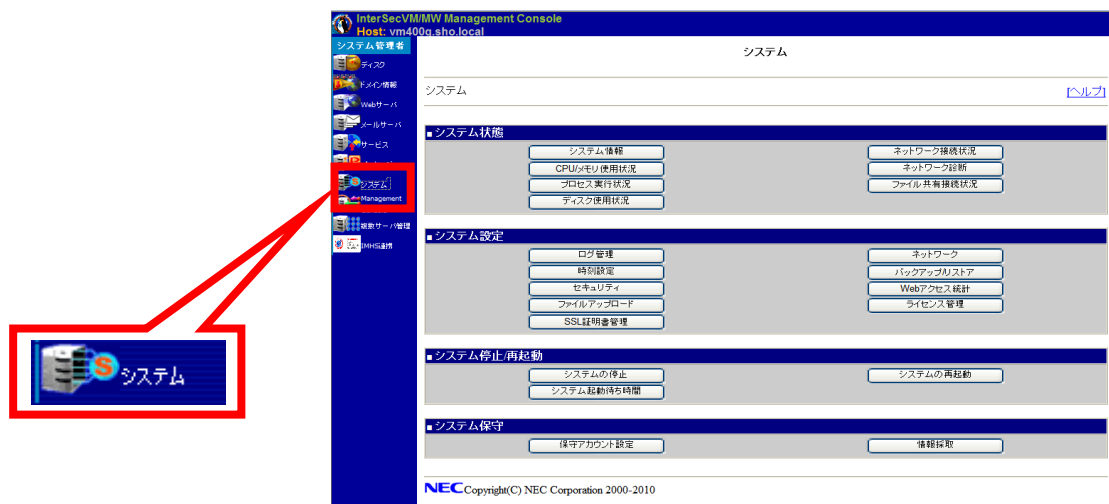 InterSecVM/MW Management Console
Host: vm400g.sho.local
システム管理者
ディスク
ドメイン情報
Webサーバ
メールサーバ
サービス
システム
Management
複数サーバ管理
MHS連携
システム
システム
[ヘルプ]
■システム状態
システム情報
ネットワーク接続状況
CPU/メモリ使用状況
ネットワーク診断
プロセス実行状況
ファイル共有接続状況
ディスク使用状況
■システム設定
ログ管理
ネットワーク
時刻設定
バックアップ/リストア
セキュリティ
Webアクセス統計
ファイルアップロード
ライセンス管理
SSL証明書管理
■システム停止/再起動
システムの停止
システムの再起動
システム起動待ち時間
■システム保守
保守アカウント設定
情報採取
NEC Copyright(C) NEC Corporation 2000-2010
システム